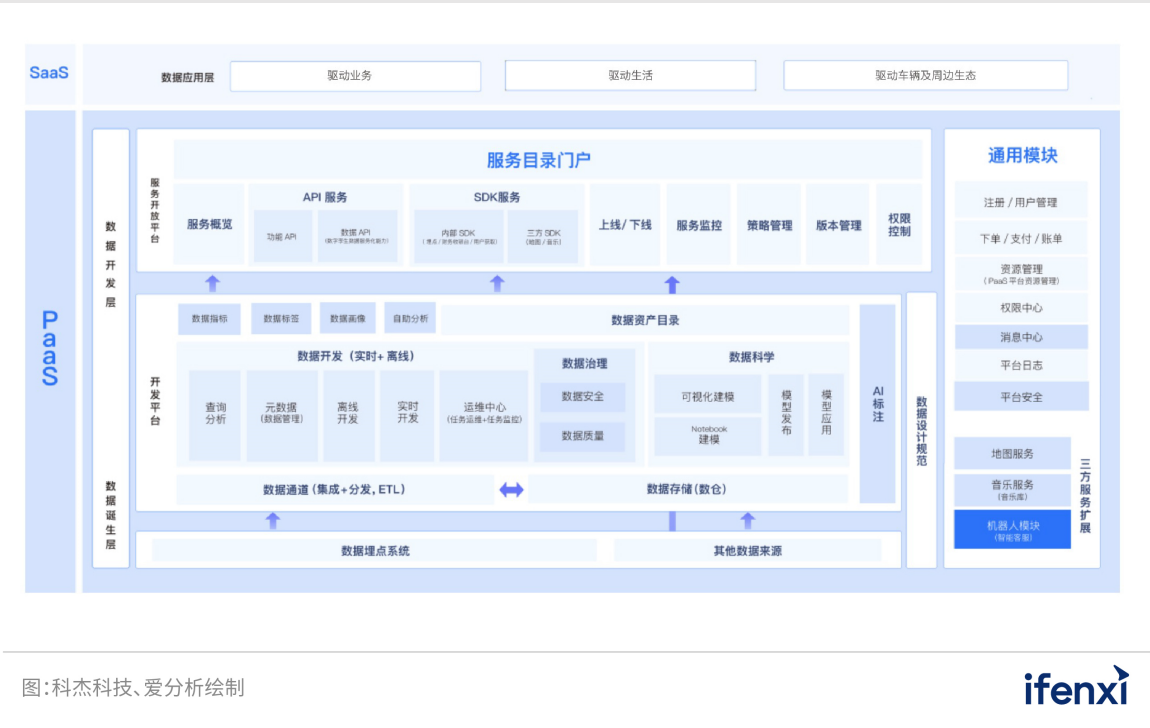 SaaS
数据应用层
驱动业务
驱动生活
驱动车辆及周边生态
PaaS
数据开发层
数据诞生层
服务开放平台
服务目录门户
服务概览
API 服务
功能 API
数据 API
SDK服务
内部 SDK
三方 SDK
(地图 / 音乐)
上线/下线
服务监控
策略管理
版本管理
权限
控制
开发平台
数据指标
数据标签
数据画像
自助分析
数据资产目录
数据开发（实时+ 离线）
查询
分析
元数据
(数据管理)
离线
开发
实时
开发
运维中心
(任务运维+任务监控)
数据治理
数据安全
数据质量
数据科学
可视化建模
Notebook
建模
模型发布
模型应用
AI标注
数据通道(集成+分发, ETL)
数据存储(数仓)
数据埋点系统
其他数据来源
数据设计规范
通用模块
注册 / 用户管理
下单 / 支付 / 账单
资源管理
( PaaS 平台资源管理)
权限中心
消息中心
平台日志
平台安全
地图服务
音乐服务
(音乐库)
机器人模块
(智能客服)
三方服务扩展
图:科杰科技、爱分析绘制
ifenxi